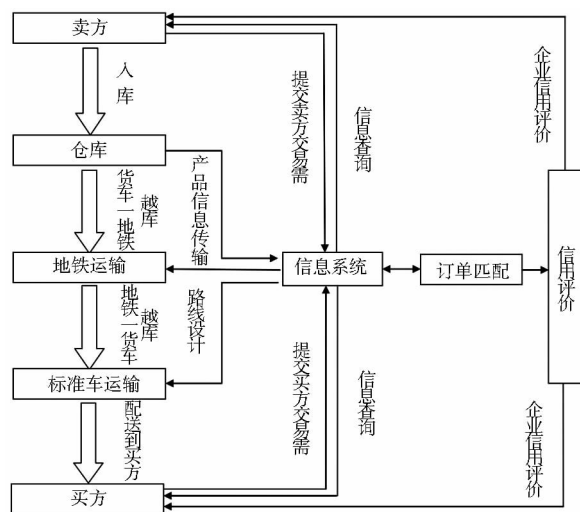 卖方
入库
仓库
货车一地铁
越库
产品信息传输
提交卖方交易需
信息查询
企业信用评价
地铁运输
信息系统
订单匹配
信用评价
地铁一货车
越库
路线设计
标准车运输
提交买方交易需
信息查询
企业信用评价
配送到买方
买方